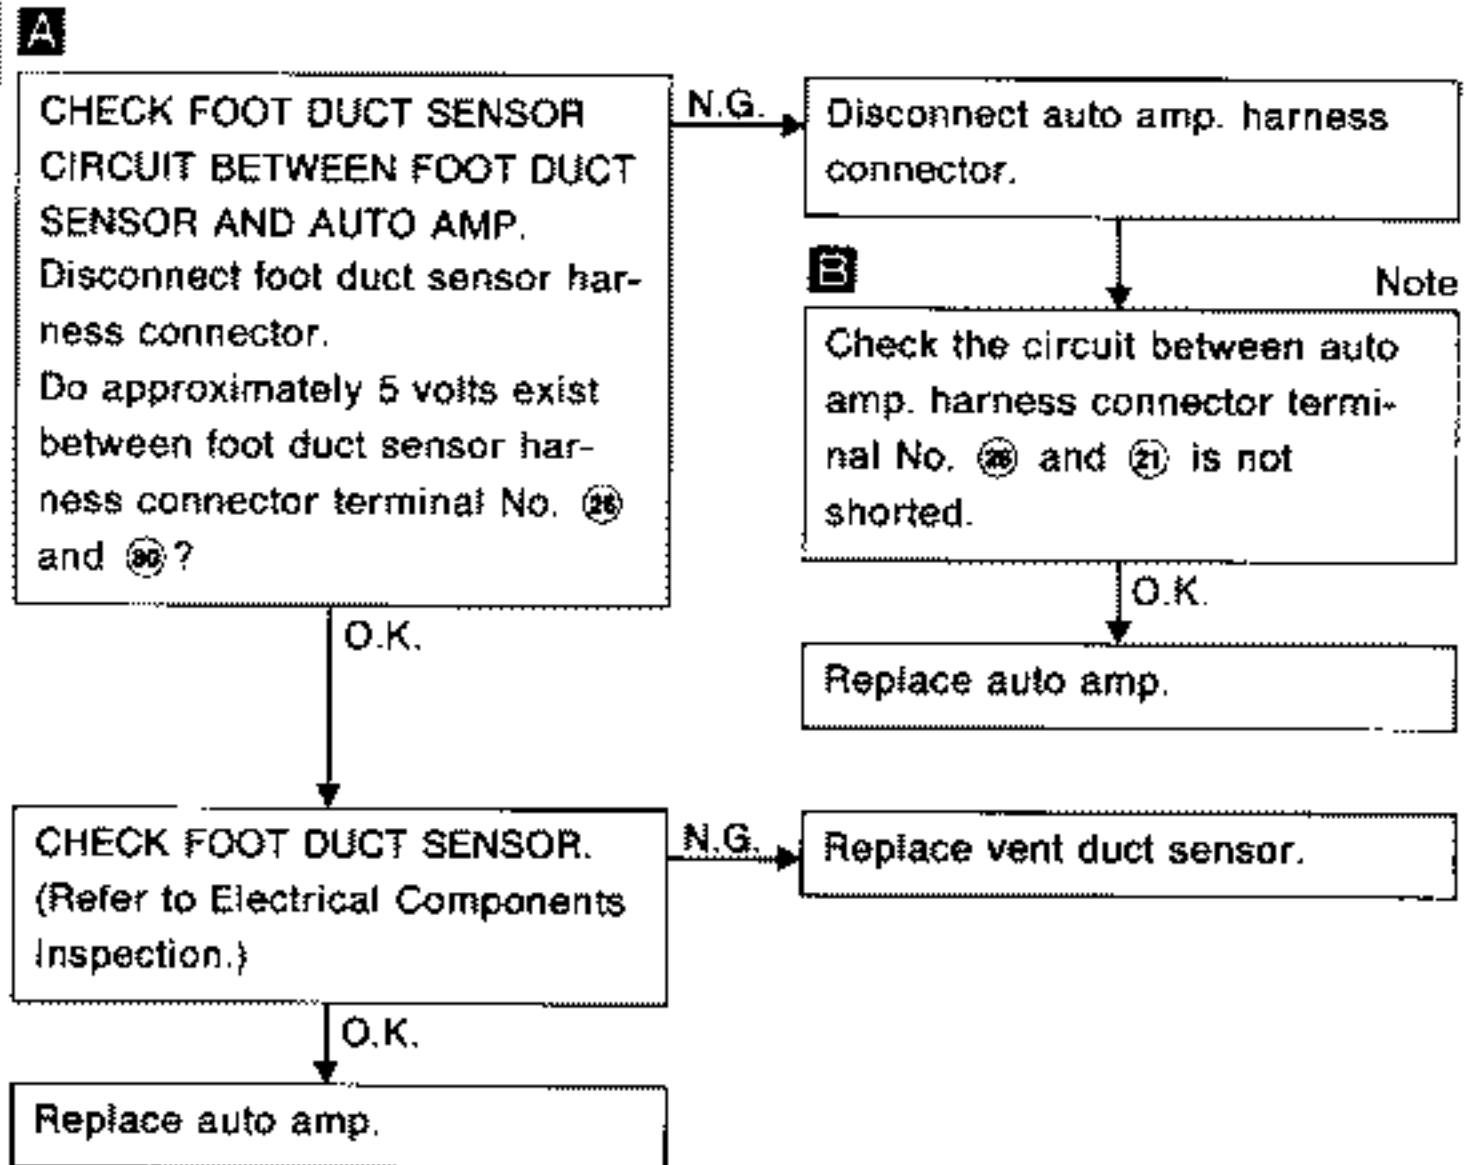 A
CHECK FOOT DUCT SENSOR
CIRCUIT BETWEEN FOOT DUCT
SENSOR AND AUTO AMP.
Disconnect foot duct sensor har-
ness connector.
Do approximately 5 volts exist
between foot duct sensor har-
ness connector terminal No.
and ?
N.G.
Disconnect auto amp. harness
connector.
B
Note
Check the circuit between auto
amp. harness connector termi-
nal No. and 21 is not
shorted.
O.K.
Replace auto amp.
O.K.
CHECK FOOT DUCT SENSOR.
(Refer to Electrical Components
Inspection.)
N.G.
Replace vent duct sensor.
O.K.
Replace auto amp.